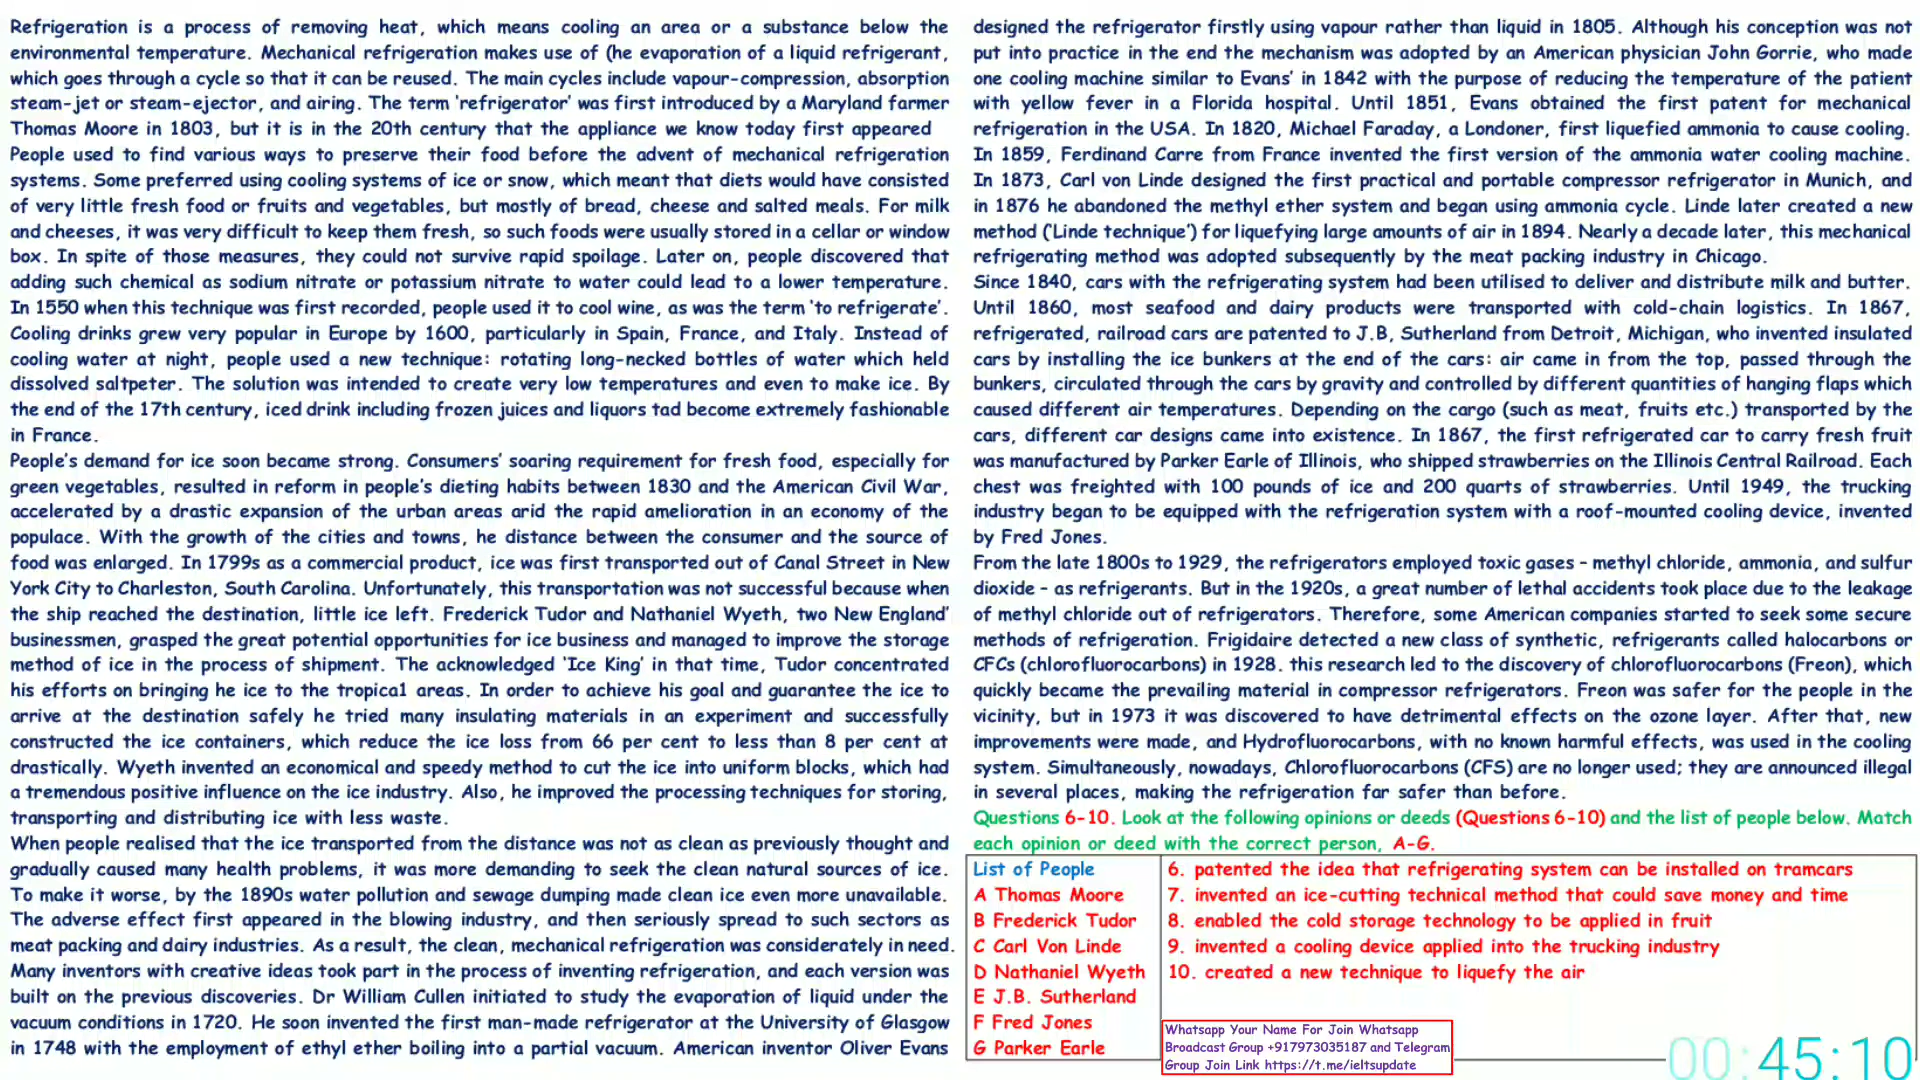 Refrigeration is a process of removing heat, which means cooling an area or a substance below the
environmental temperature. Mechanical refrigeration makes use of (he evaporation of a liquid refrigerant,
which goes through a cycle so that it can be reused. The main cycles include vapour-compression, absorption
steam-jet or steam-ejector, and airing. The term 'refrigerator' was first introduced by a Maryland farmer
Thomas Moore in 1803, but it is in the 20th century that the appliance we know today first appeared
People used to find various ways to preserve their food before the advent of mechanical refrigeration
systems. Some preferred using cooling systems of ice or snow, which meant that diets would have consisted
of very little fresh food or fruits and vegetables, but mostly of bread, cheese and salted meals. For milk
and cheeses, it was very difficult to keep them fresh, so such foods were usually stored in a cellar or window
box. In spite of those measures, they could not survive rapid spoilage. Later on, people discovered that
adding such chemical as sodium nitrate or potassium nitrate to water could lead to a lower temperature.
In 1550 when this technique was first recorded, people used it to cool wine, as was the term 'to refrigerate'.
Cooling drinks grew very popular in Europe by 1600, particularly in Spain, France, and Italy. Instead of
cooling water at night, people used a new technique: rotating long-necked bottles of water which held
dissolved saltpeter. The solution was intended to create very low temperatures and even to make ice. By
the end of the 17th century, iced drink including frozen juices and liquors tad become extremely fashionable
in France.
People's demand for ice soon became strong. Consumers' soaring requirement for fresh food, especially for
green vegetables, resulted in reform in people's dieting habits between 1830 and the American Civil War,
accelerated by a drastic expansion of the urban areas arid the rapid amelioration in an economy of the
populace. With the growth of the cities and towns, he distance between the consumer and the source of
food was enlarged. In 1799s as a commercial product, ice was first transported out of Canal Street in New
York City to Charleston, South Carolina. Unfortunately, this transportation was not successful because when
the ship reached the destination, little ice left. Frederick Tudor and Nathaniel Wyeth, two New England'
businessmen, grasped the great potential opportunities for ice business and managed to improve the storage
method of ice in the process of shipment. The acknowledged 'Ice King' in that time, Tudor concentrated
his efforts on bringing he ice to the tropica1 areas. In order to achieve his goal and guarantee the ice to
arrive at the destination safely he tried many insulating materials in an experiment and successfully
constructed the ice containers, which reduce the ice loss from 66 per cent to less than 8 per cent at
drastically. Wyeth invented an economical and speedy method to cut the ice into uniform blocks, which had
a tremendous positive influence on the ice industry. Also, he improved the processing techniques for storing,
transporting and distributing ice with less waste.
When people realised that the ice transported from the distance was not as clean as previously thought and
gradually caused many health problems, it was more demanding to seek the clean natural sources of ice.
To make it worse, by the 1890s water pollution and sewage dumping made clean ice even more unavailable.
The adverse effect first appeared in the blowing industry, and then seriously spread to such sectors as
meat packing and dairy industries. As a result, the clean, mechanical refrigeration was considerately in need.
Many inventors with creative ideas took part in the process of inventing refrigeration, and each version was
built on the previous discoveries. Dr William Cullen initiated to study the evaporation of liquid under the
vacuum conditions in 1720. He soon invented the first man-made refrigerator at the University of Glasgow
in 1748 with the employment of ethyl ether boiling into a partial vacuum. American inventor Oliver Evans
designed the refrigerator firstly using vapour rather than liquid in 1805. Although his conception was not
put into practice in the end the mechanism was adopted by an American physician John Gorrie, who made
one cooling machine similar to Evans' in 1842 with the purpose of reducing the temperature of the patient
with yellow fever in a Florida hospital. Until 1851, Evans obtained the first patent for mechanical
refrigeration in the USA. In 1820, Michael Faraday, a Londoner, first liquefied ammonia to cause cooling.
In 1859, Ferdinand Carre from France invented the first version of the ammonia water cooling machine.
In 1873, Carl von Linde designed the first practical and portable compressor refrigerator in Munich, and
in 1876 he abandoned the methyl ether system and began using ammonia cycle. Linde later created a new
method ('Linde technique') for liquefying large amounts of air in 1894. Nearly a decade later, this mechanical
refrigerating method was adopted subsequently by the meat packing industry in Chicago.
Since 1840, cars with the refrigerating system had been utilised to deliver and distribute milk and butter.
Until 1860, most seafood and dairy products were transported with cold-chain logistics. In 1867,
refrigerated, railroad cars are patented to J.B, Sutherland from Detroit, Michigan, who invented insulated
cars by installing the ice bunkers at the end of the cars: air came in from the top, passed through the
bunkers, circulated through the cars by gravity and controlled by different quantities of hanging flaps which
caused different air temperatures. Depending on the cargo (such as meat, fruits etc.) transported by the
cars, different car designs came into existence. In 1867, the first refrigerated car to carry fresh fruit
was manufactured by Parker Earle of Illinois, who shipped strawberries on the Illinois Central Railroad. Each
chest was freighted with 100 pounds of ice and 200 quarts of strawberries. Until 1949, the trucking
industry began to be equipped with the refrigeration system with a roof-mounted cooling device, invented
by Fred Jones.
From the late 1800s to 1929, the refrigerators employed toxic gases – methyl chloride, ammonia, and sulfur
dioxide – as refrigerants. But in the 1920s, a great number of lethal accidents took place due to the leakage
of methyl chloride out of refrigerators. Therefore, some American companies started to seek some secure
methods of refrigeration. Frigidaire detected a new class of synthetic, refrigerants called halocarbons or
CFCs (chlorofluorocarbons) in 1928. this research led to the discovery of chlorofluorocarbons (Freon), which
quickly became the prevailing material in compressor refrigerators. Freon was safer for the people in the
vicinity, but in 1973 it was discovered to have detrimental effects on the ozone layer. After that, new
improvements were made, and Hydrofluorocarbons, with no known harmful effects, was used in the cooling
system. Simultaneously, nowadays, Chlorofluorocarbons (CFS) are no longer used; they are announced illegal
in several places, making the refrigeration far safer than before.
Questions 6-10. Look at the following opinions or deeds (Questions 6-10) and the list of people below. Match
each opinion or deed with the correct person, A-G.
List of People
A Thomas Moore
B Frederick Tudor
C Carl Von Linde
D Nathaniel Wyeth
E J.B. Sutherland
F Fred Jones
G Parker Earle
6. patented the idea that refrigerating system can be installed on tramcars
7. invented an ice-cutting technical method that could save money and time
8. enabled the cold storage technology to be applied in fruit
9. invented a cooling device applied into the trucking industry
10. created a new technique to liquefy the air
Whatsapp Your Name For Join Whatsapp
Broadcast Group +917973035187 and Telegram
Group Join Link https://t.me/ieltsupdate
00:45:10